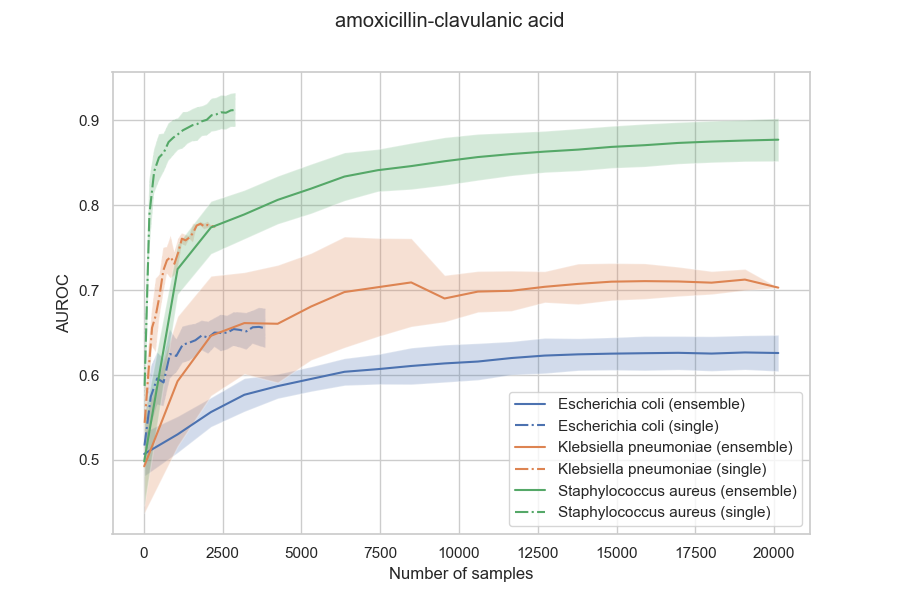 amoxicillin-clavulanic acid
AUROC
0.9
0.8
0.7
0.6
0.5
Escherichia coli (ensemble)
Escherichia coli (single)
Klebsiella pneumoniae (ensemble)
Klebsiella pneumoniae (single)
Staphylococcus aureus (ensemble)
Staphylococcus aureus (single)
0 2500 5000 7500 10000 12500 15000 17500 20000
Number of samples